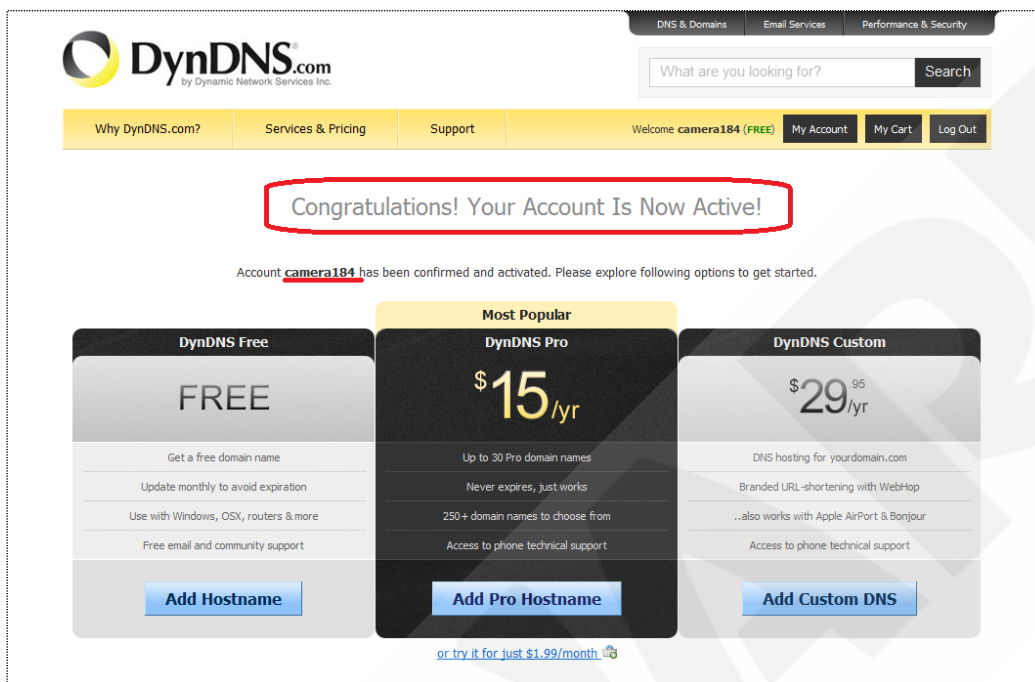 DNS & Domains Email Services Performance & Security
DynDNS.com
by Dynamic Network Services Inc.
What are you looking for? Search
Why DynDNS.com? Services & Pricing Support Welcome camera184 (FREE) My Account My Cart Log Out
Congratulations! Your Account Is Now Active!
Account camera184 has been confirmed and activated. Please explore following options to get started.
Most Popular
DynDNS Free DynDNS Pro DynDNS Custom
FREE $15/yr $29.95/yr
Get a free domain name Up to 30 Pro domain names DNS hosting for yourdomain.com
Update monthly to avoid expiration Never expires, just works Branded URL-shortening with WebHop
Use with Windows, OSX, routers & more 250+ domain names to choose from ..also works with Apple AirPort & Bonjour
Free email and community support Access to phone technical support Access to phone technical support
Add Hostname Add Pro Hostname Add Custom DNS
or try it for just $1.99/month